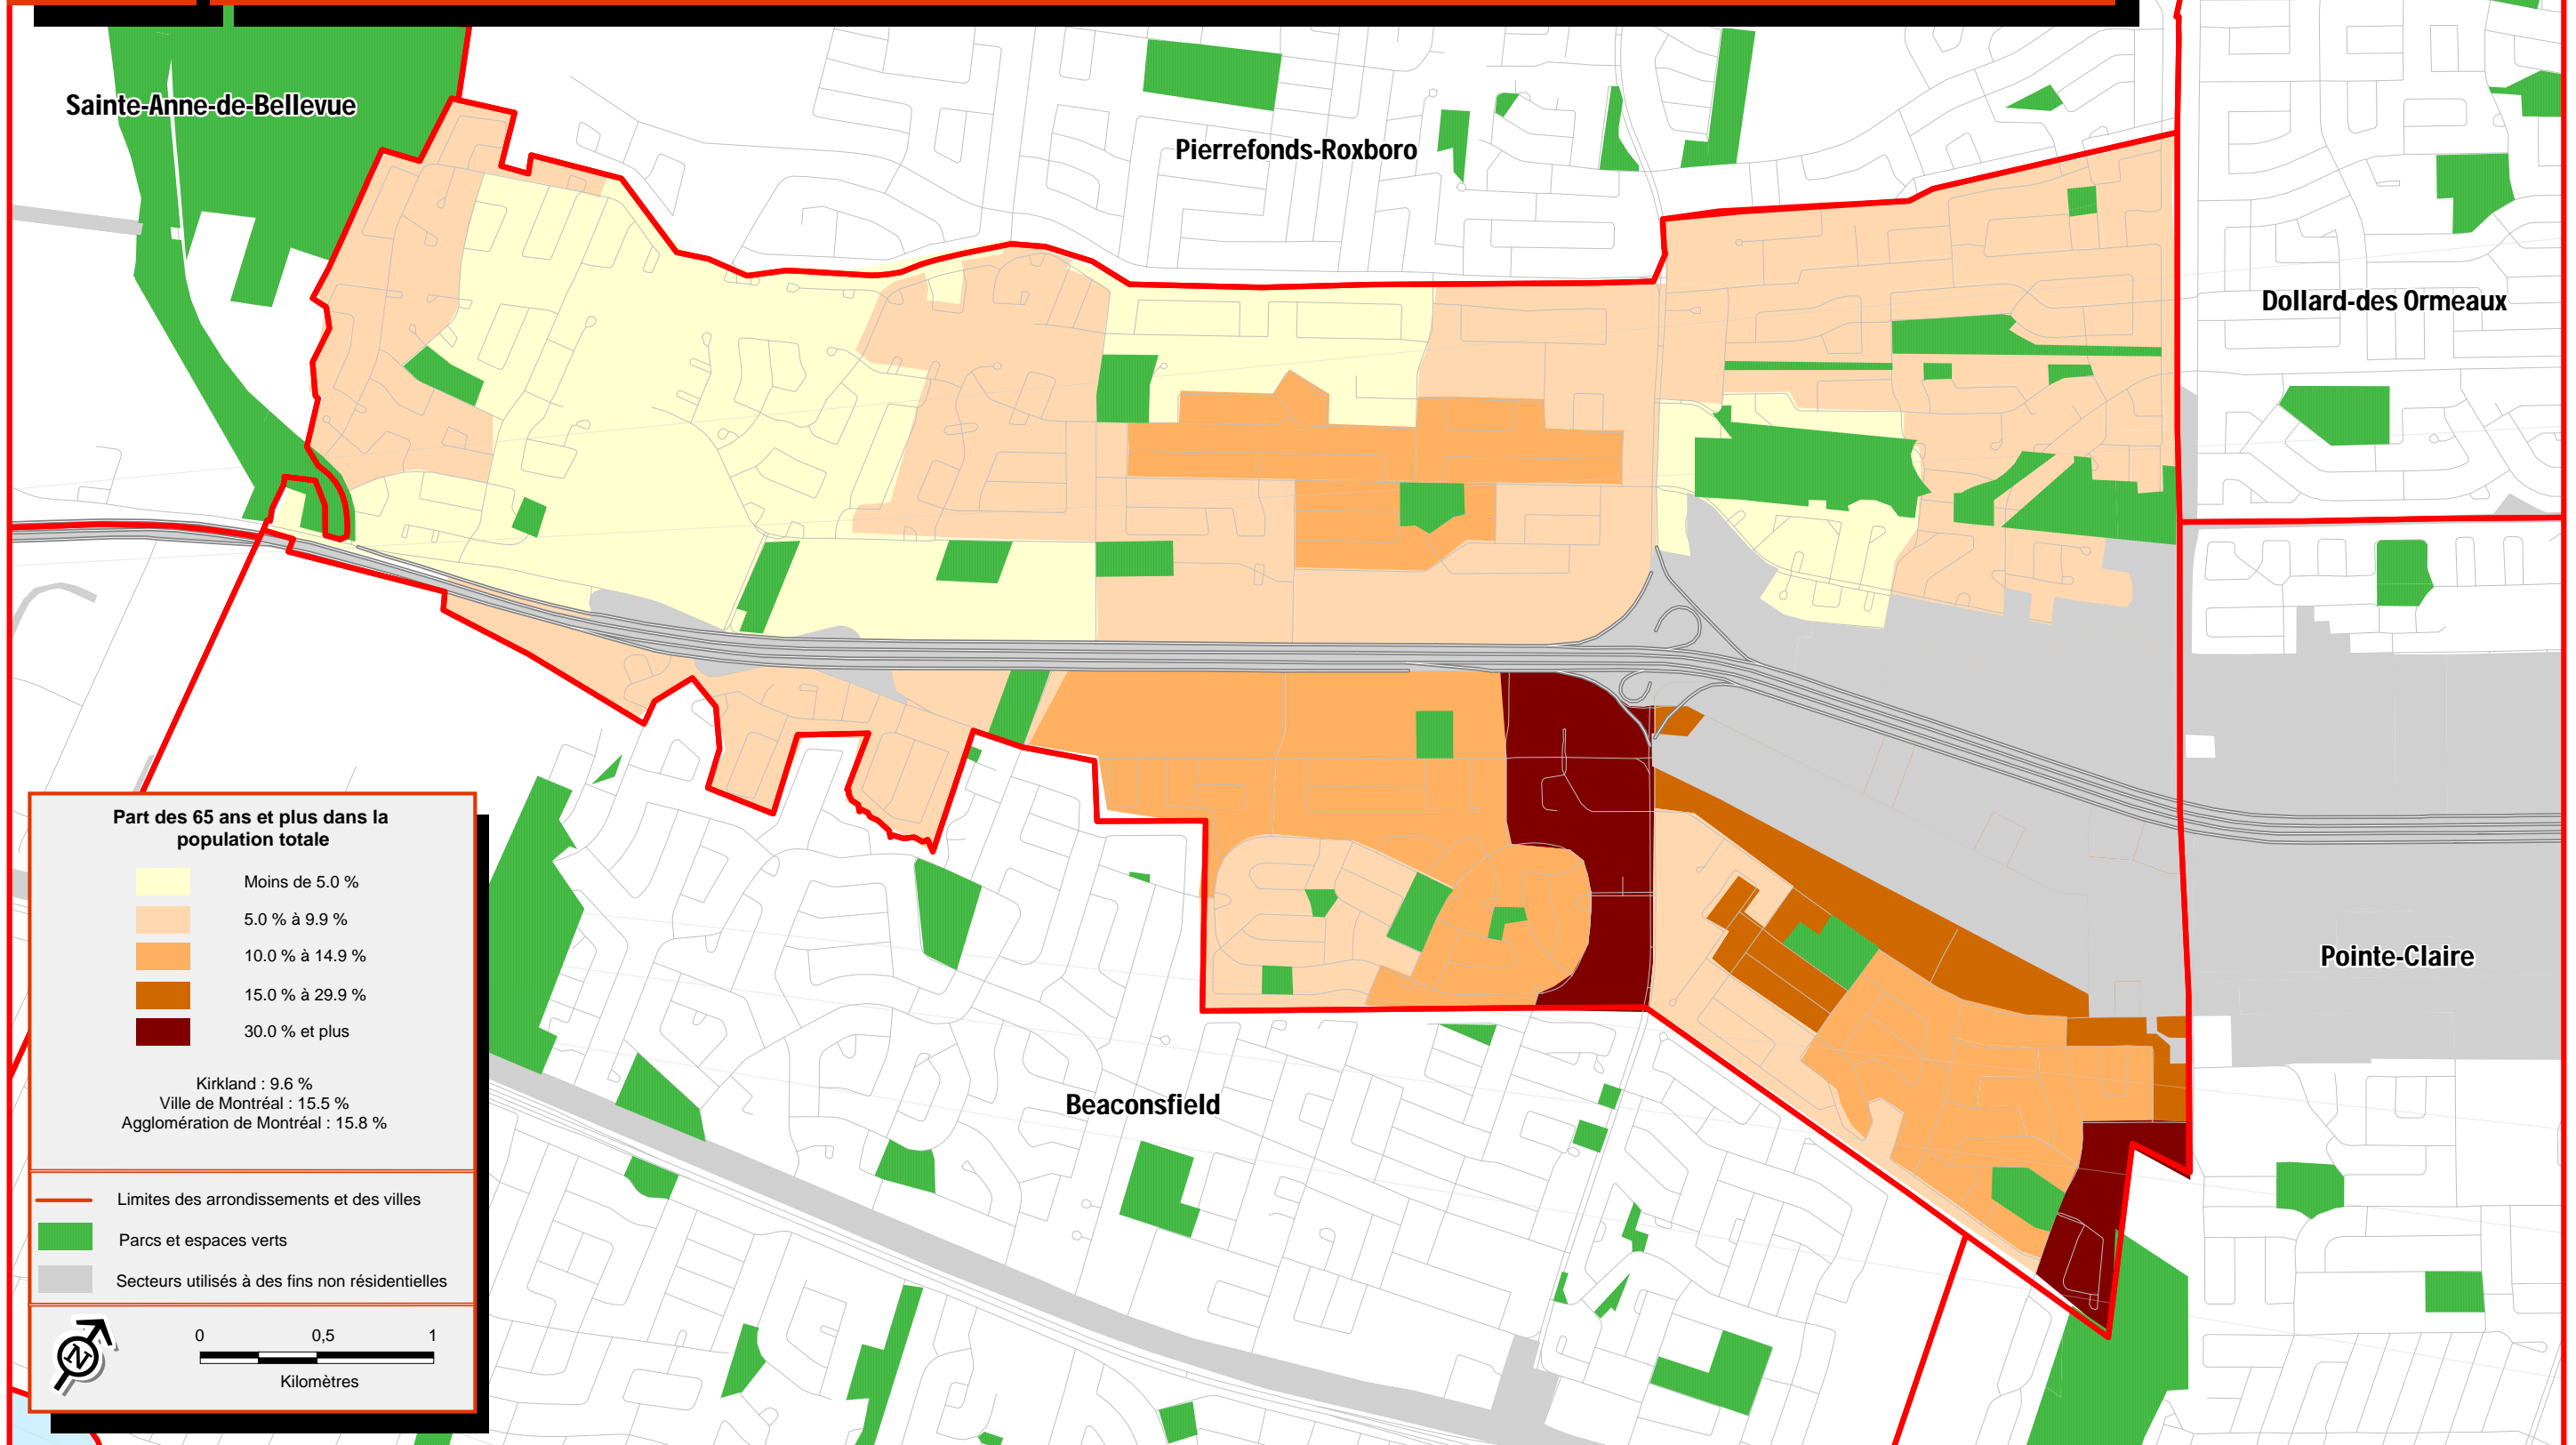 Sainte-Anne-de-Bellevue
Pierrefonds-Roxboro
Dollard-des Ormeaux
Pointe-Claire
Beaconsfield
Part des 65 ans et plus dans la
population totale
Moins de 5.0 %
5.0 % à 9.9 %
10.0 % à 14.9 %
15.0 % à 29.9 %
30.0 % et plus
Kirkland : 9.6 %
Ville de Montréal : 15.5 %
Agglomération de Montréal : 15.8 %
Limites des arrondissements et des villes
Parcs et espaces verts
Secteurs utilisés à des fins non résidentielles
N
0 0,5 1
Kilomètres